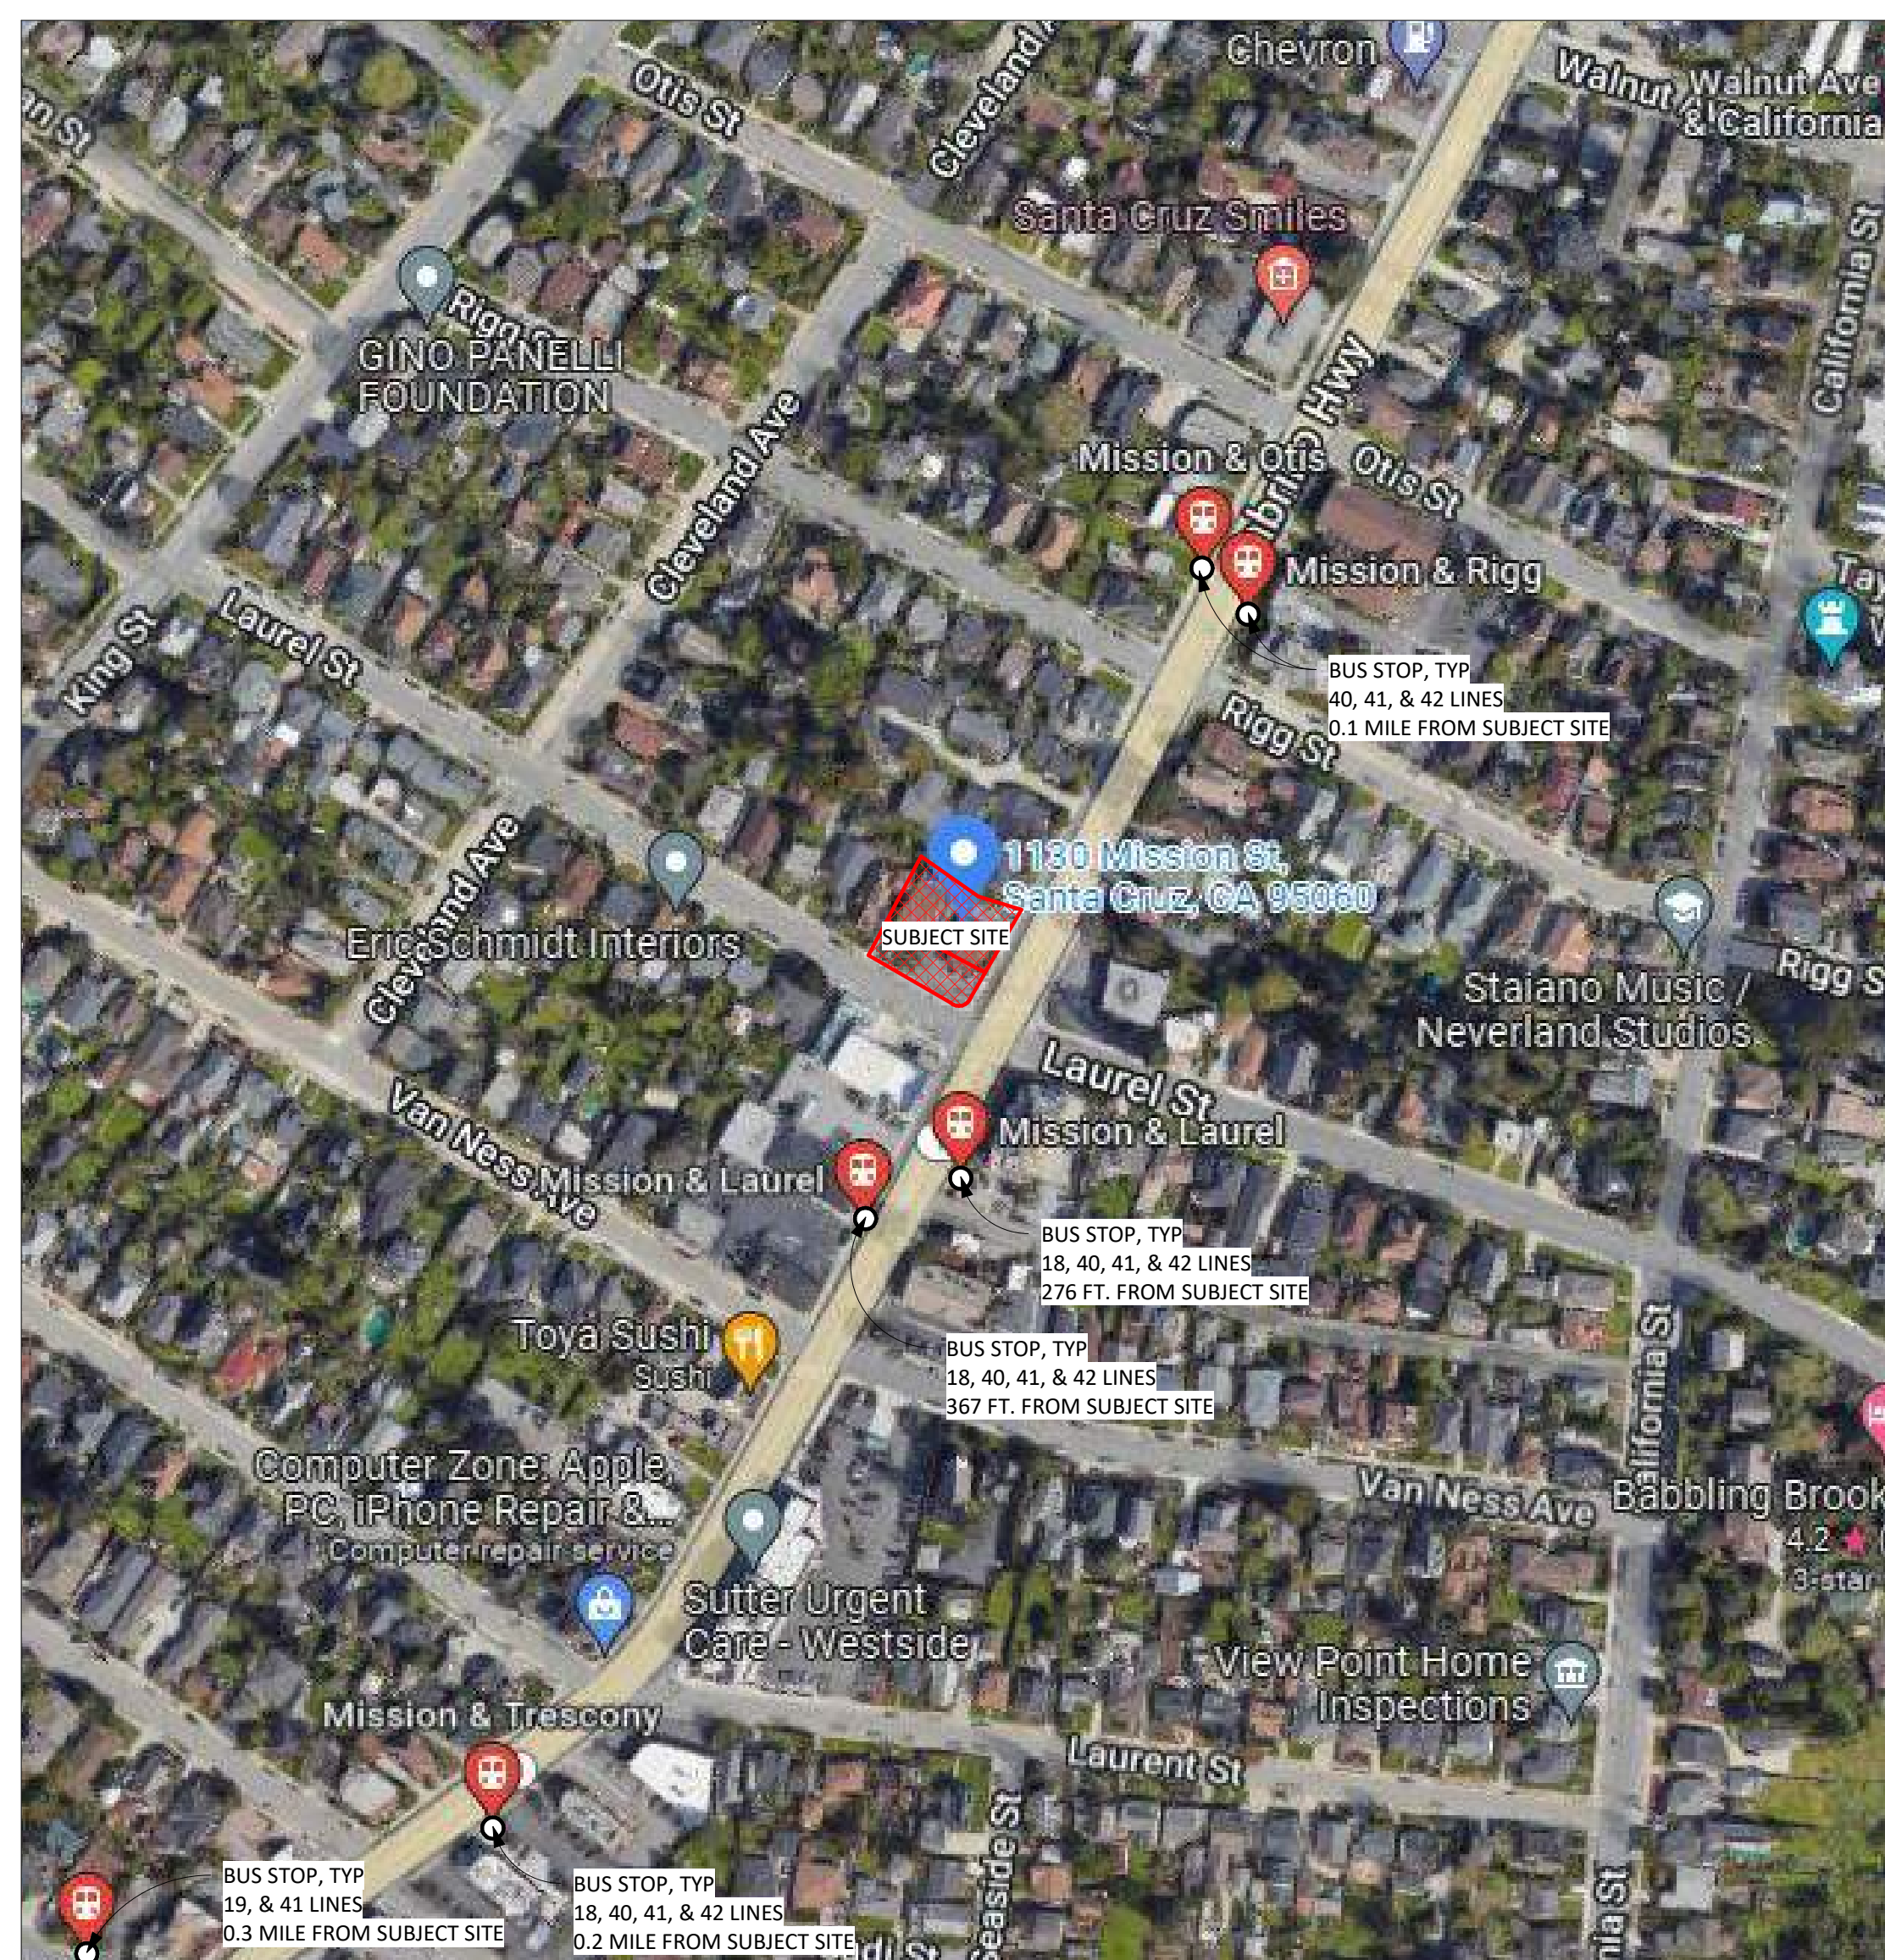 Chevron
Otis St
Cleveland
Walnut
Walnut Ave
& California
an St
Santa Cruz Smiles
California St
Rigg St
GINO PANELLI
FOUNDATION
Hwy
Cleveland Ave
Mission & Otis
Otis St
Mission & Rigg
Laurel St
King St
BUS STOP, TYP
40, 41, & 42 LINES
0.1 MILE FROM SUBJECT SITE
Rigg St
1130 Mission St,
Santa Cruz, CA 95060
Cleveland Ave
Eric Schmidt Interiors
SUBJECT SITE
Staiano Music /
Neverland Studios
Rigg S
Laurel St
Van Ness Ave
Mission & Laurel
Mission & Laurel
BUS STOP, TYP
18, 40, 41, & 42 LINES
276 FT. FROM SUBJECT SITE
Toya Sushi
Sushi
BUS STOP, TYP
18, 40, 41, & 42 LINES
367 FT. FROM SUBJECT SITE
California St
Computer Zone: Apple,
PC, iPhone Repair &...
Computer repair service
Van Ness Ave
Babbling Brook
4.2
3-star
Sutter Urgent
Care - Westside
View Point Home
Inspections
Mission & Trescony
Laurent St
Seaside St
BUS STOP, TYP
19, & 41 LINES
0.3 MILE FROM SUBJECT SITE
BUS STOP, TYP
18, 40, 41, & 42 LINES
0.2 MILE FROM SUBJECT SITE
nia St